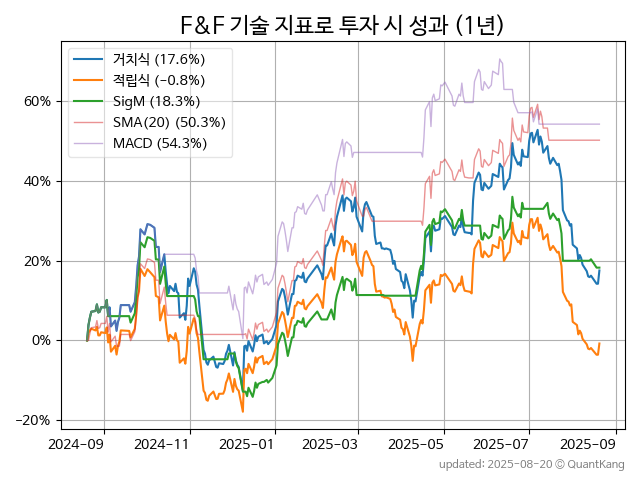 F&F 기술 지표로 투자 시 성과 (1년)
거치식 (17.6%)
적립식 (−0.8%)
SigM (18.3%)
SMA(20) (50.3%)
MACD (54.3%)
60%
40%
20%
0%
−20%
2024-09 2024-11 2025-01 2025-03 2025-05 2025-07 2025-09
updated: 2025-08-20 © QuantKang